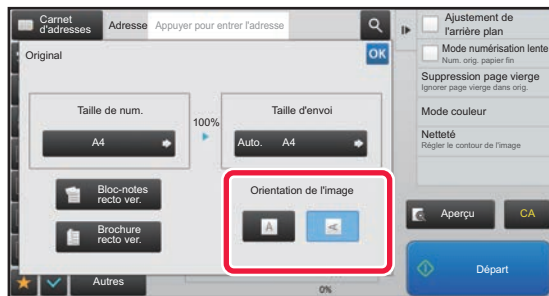 Carnet
d'adresses
Adresse
Appuyer pour entrer l'adresse
Original
OK
Taille de num.
A4
100%
Taille d'envoi
Auto. A4
Bloc-notes
recto ver.
Brochure
recto ver.
Orientation de l'image
A
A
Autres
0%
Ajustement de
l'arrière plan
Mode numérisation lente
Num. orig. papier fin
Suppression page vierge
Ignorer page vierge dans orig.
Mode couleur
Netteté
Régler le contour de l'image
Aperçu
CA
Départ